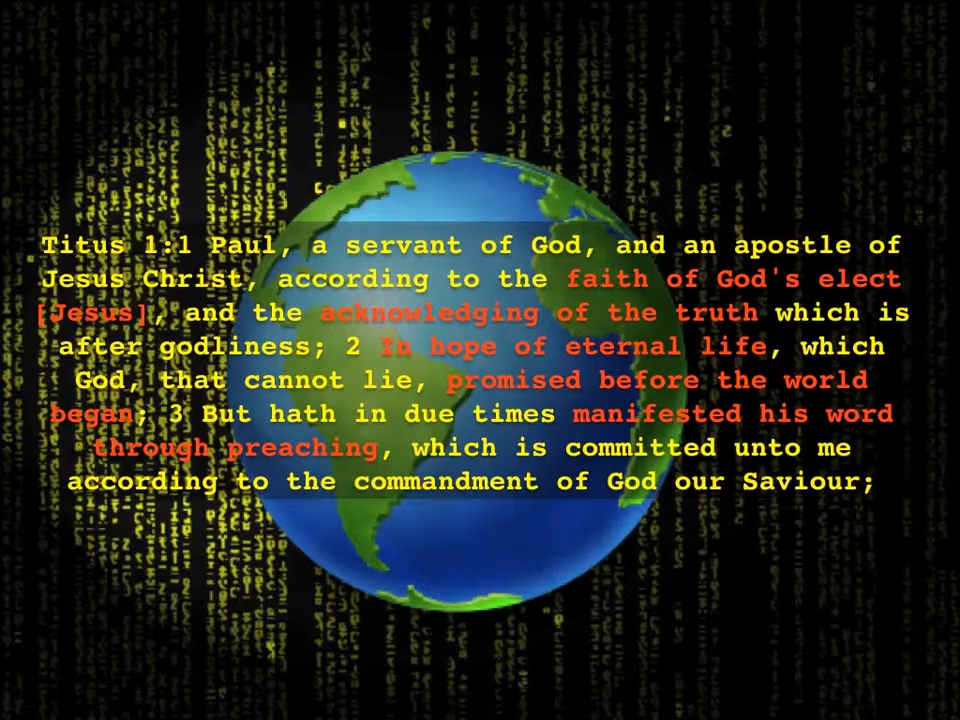 Titus 1:1 Paul, a servant of God, and an apostle of
Jesus Christ, according to the faith of God's elect
[Jesus], and the acknowledging of the truth which is
after godliness; 2 In hope of eternal life, which
God, that cannot lie, promised before the world
began; 3 But hath in due times manifested his word
through preaching, which is committed unto me
according to the commandment of God our Saviour;